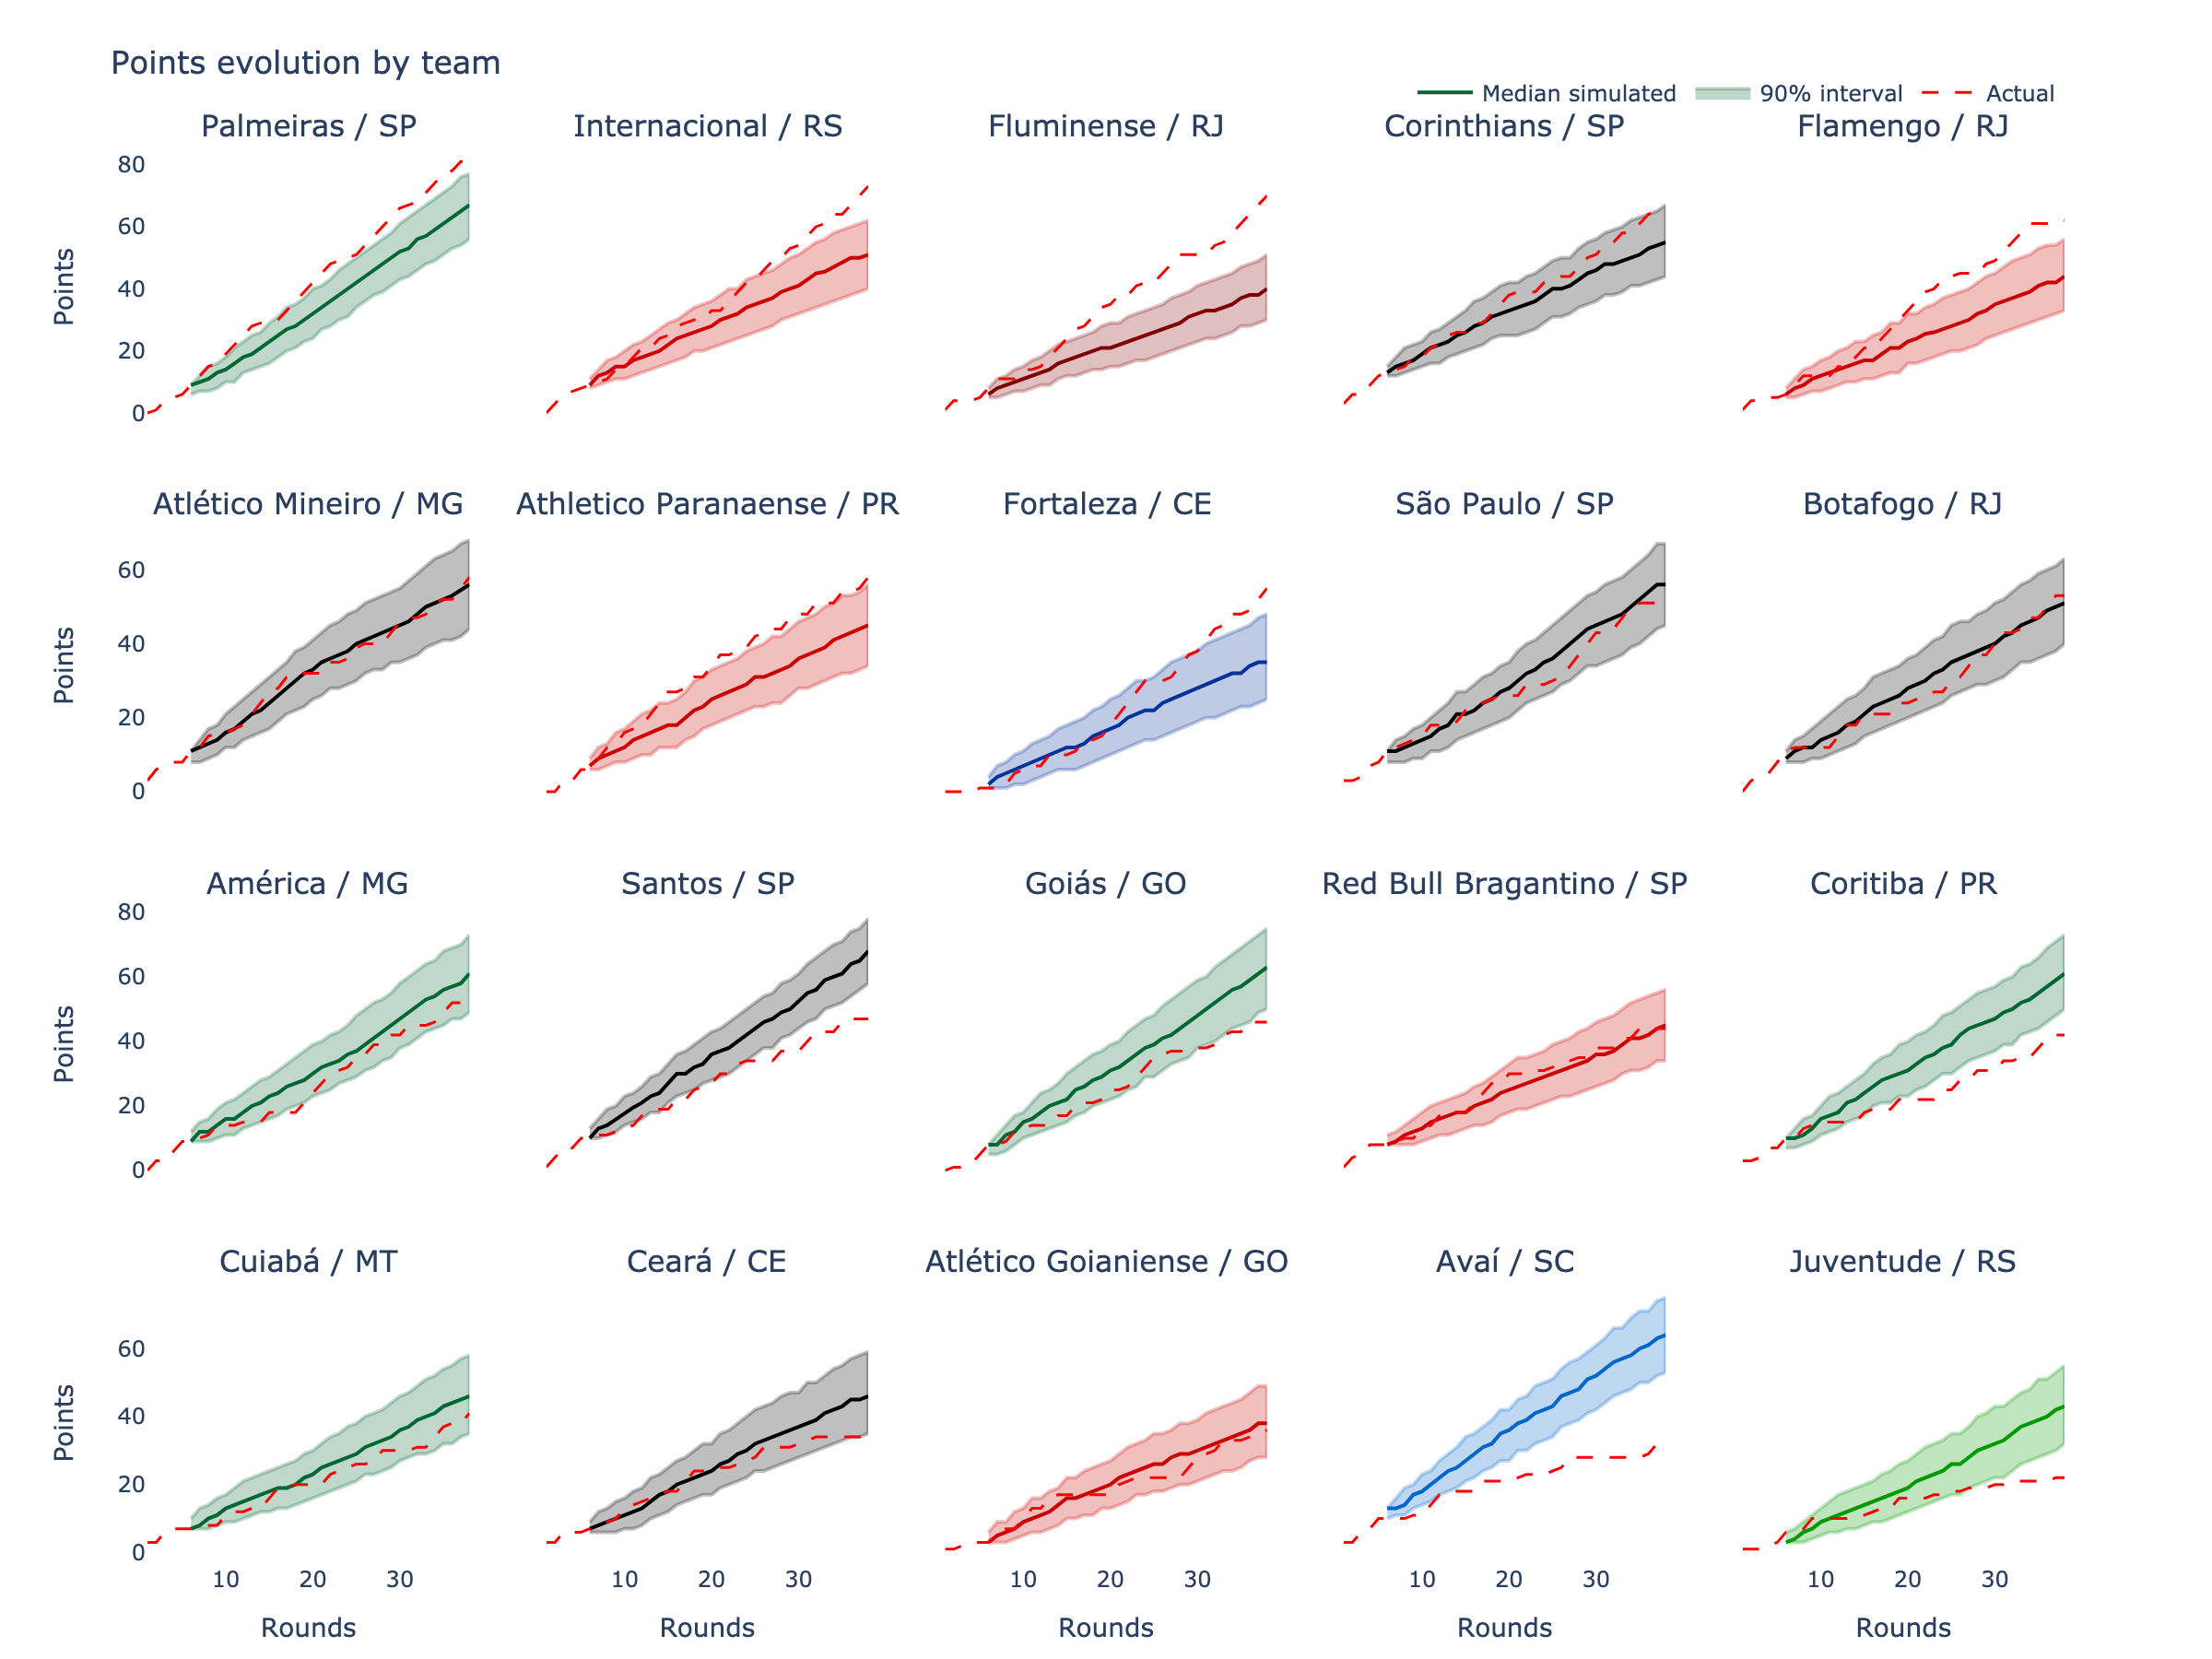 Points evolution by team
Median simulated 90% interval Actual
Palmeiras / SP Internacional / RS Fluminense / RJ Corinthians / SP Flamengo / RJ
80
60
40
20
0
Points
Atlético Mineiro / MG Athletico Paranaense / PR Fortaleza / CE São Paulo / SP Botafogo / RJ
60
40
20
0
Points
América / MG Santos / SP Goiás / GO Red Bull Bragantino / SP Coritiba / PR
80
60
40
20
0
Points
Cuiabá / MT Ceará / CE Atlético Goianiense / GO Avaí / SC Juventude / RS
60
40
20
0
Points
10 20 30 10 20 30 10 20 30 10 20 30 10 20 30
Rounds Rounds Rounds Rounds Rounds